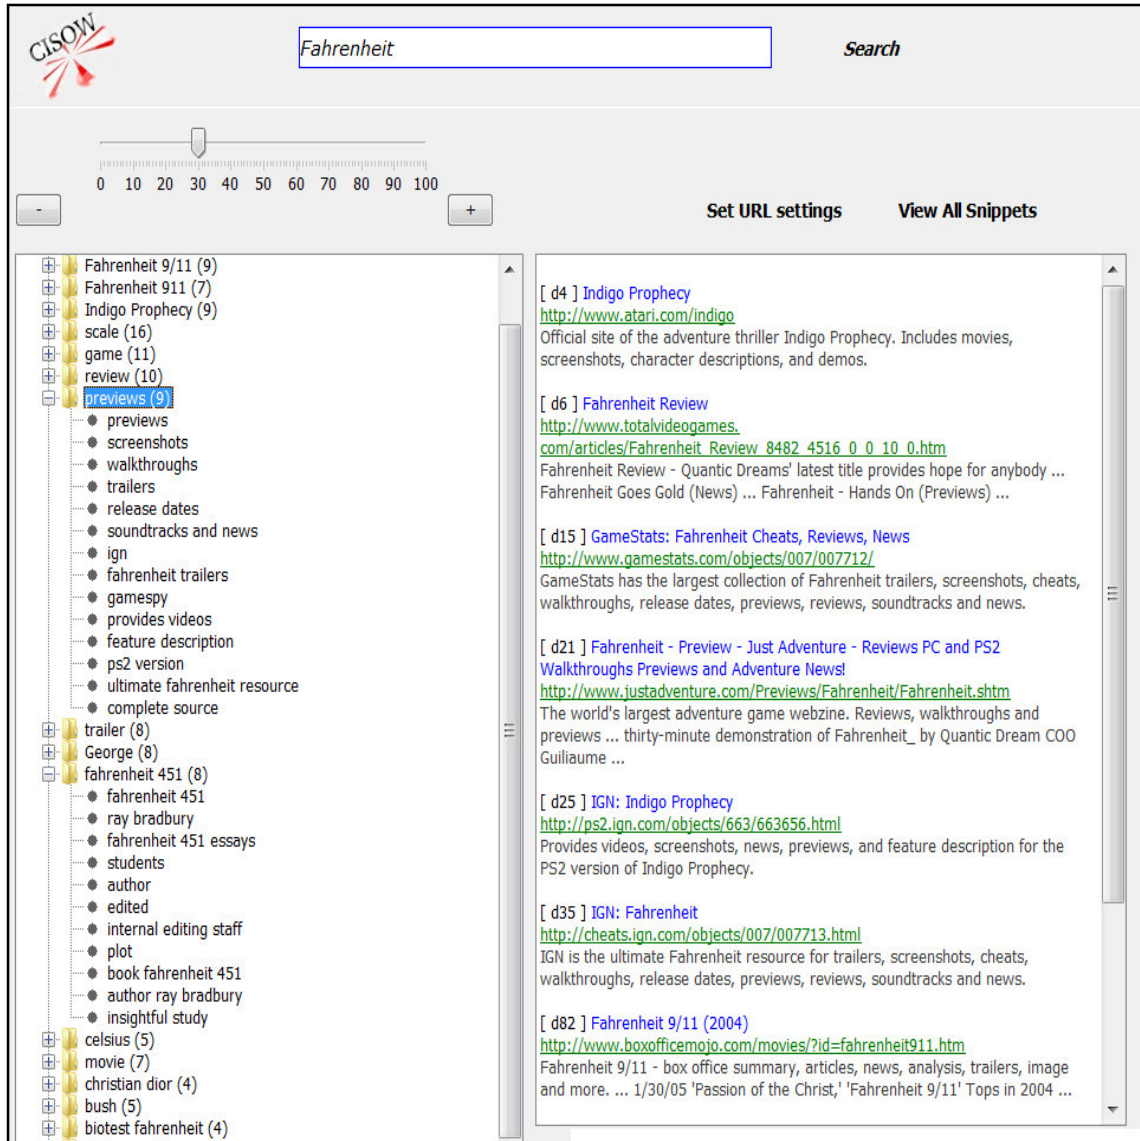 CISOW
Fahrenheit
Search
0 10 20 30 40 50 60 70 80 90 100
-
+
Set URL settings
View All Snippets
Fahrenheit 9/11 (9)
Fahrenheit 911 (7)
Indigo Prophecy (9)
scale (16)
game (11)
review (10)
previews (9)
previews
screenshots
walkthroughs
trailers
release dates
soundtracks and news
ign
fahrenheit trailers
gamespy
provides videos
feature description
ps2 version
ultimate fahrenheit resource
complete source
trailer (8)
George (8)
fahrenheit 451 (8)
fahrenheit 451
ray bradbury
fahrenheit 451 essays
students
author
edited
internal editing staff
plot
book fahrenheit 451
author ray bradbury
insightful study
celsius (5)
movie (7)
christian dior (4)
bush (5)
biotest fahrenheit (4)
[ d4 ] Indigo Prophecy
http://www.atari.com/indigo
Official site of the adventure thriller Indigo Prophecy. Includes movies,
screenshots, character descriptions, and demos.
[ d6 ] Fahrenheit Review
http://www.totalvideogames.
com/articles/Fahrenheit_Review_8482_4516_0_0_10_0.htm
Fahrenheit Review - Quantic Dreams' latest title provides hope for anybody ...
Fahrenheit Goes Gold (News) ... Fahrenheit - Hands On (Previews) ...
[ d15 ] GameStats: Fahrenheit Cheats, Reviews, News
http://www.gamestats.com/objects/007/007712/
GameStats has the largest collection of Fahrenheit trailers, screenshots, cheats,
walkthroughs, release dates, previews, reviews, soundtracks and news.
[ d21 ] Fahrenheit - Preview - Just Adventure - Reviews PC and PS2
Walkthroughs Previews and Adventure News!
http://www.justadventure.com/Previews/Fahrenheit/Fahrenheit.shtm
The world's largest adventure game webzine. Reviews, walkthroughs and
previews ... thirty-minute demonstration of Fahrenheit_ by Quantic Dream COO
Guiliaume ...
[ d25 ] IGN: Indigo Prophecy
http://ps2.ign.com/objects/663/663656.html
Provides videos, screenshots, news, previews, and feature description for the
PS2 version of Indigo Prophecy.
[ d35 ] IGN: Fahrenheit
http://cheats.ign.com/objects/007/007713.html
IGN is the ultimate Fahrenheit resource for trailers, screenshots, cheats,
walkthroughs, release dates, previews, reviews, soundtracks and news.
[ d82 ] Fahrenheit 9/11 (2004)
http://www.boxofficemojo.com/movies/?id=fahrenheit911.htm
Fahrenheit 9/11 - box office summary, articles, news, analysis, trailers, image
and more. ... 1/30/05 'Passion of the Christ,' 'Fahrenheit 9/11' Tops in 2004 ...